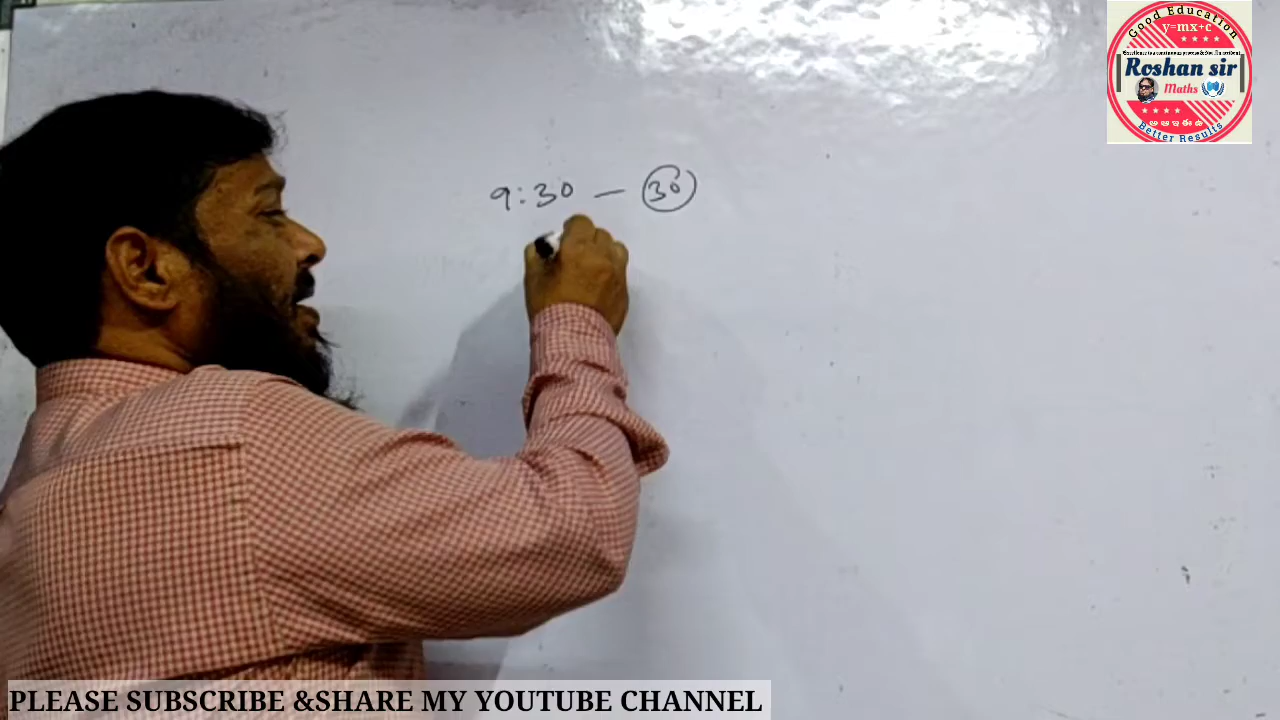 Good Education
y=mx+c
Roshan sir
Maths
Better Results
9:30 — 30
PLEASE SUBSCRIBE &SHARE MY YOUTUBE CHANNEL